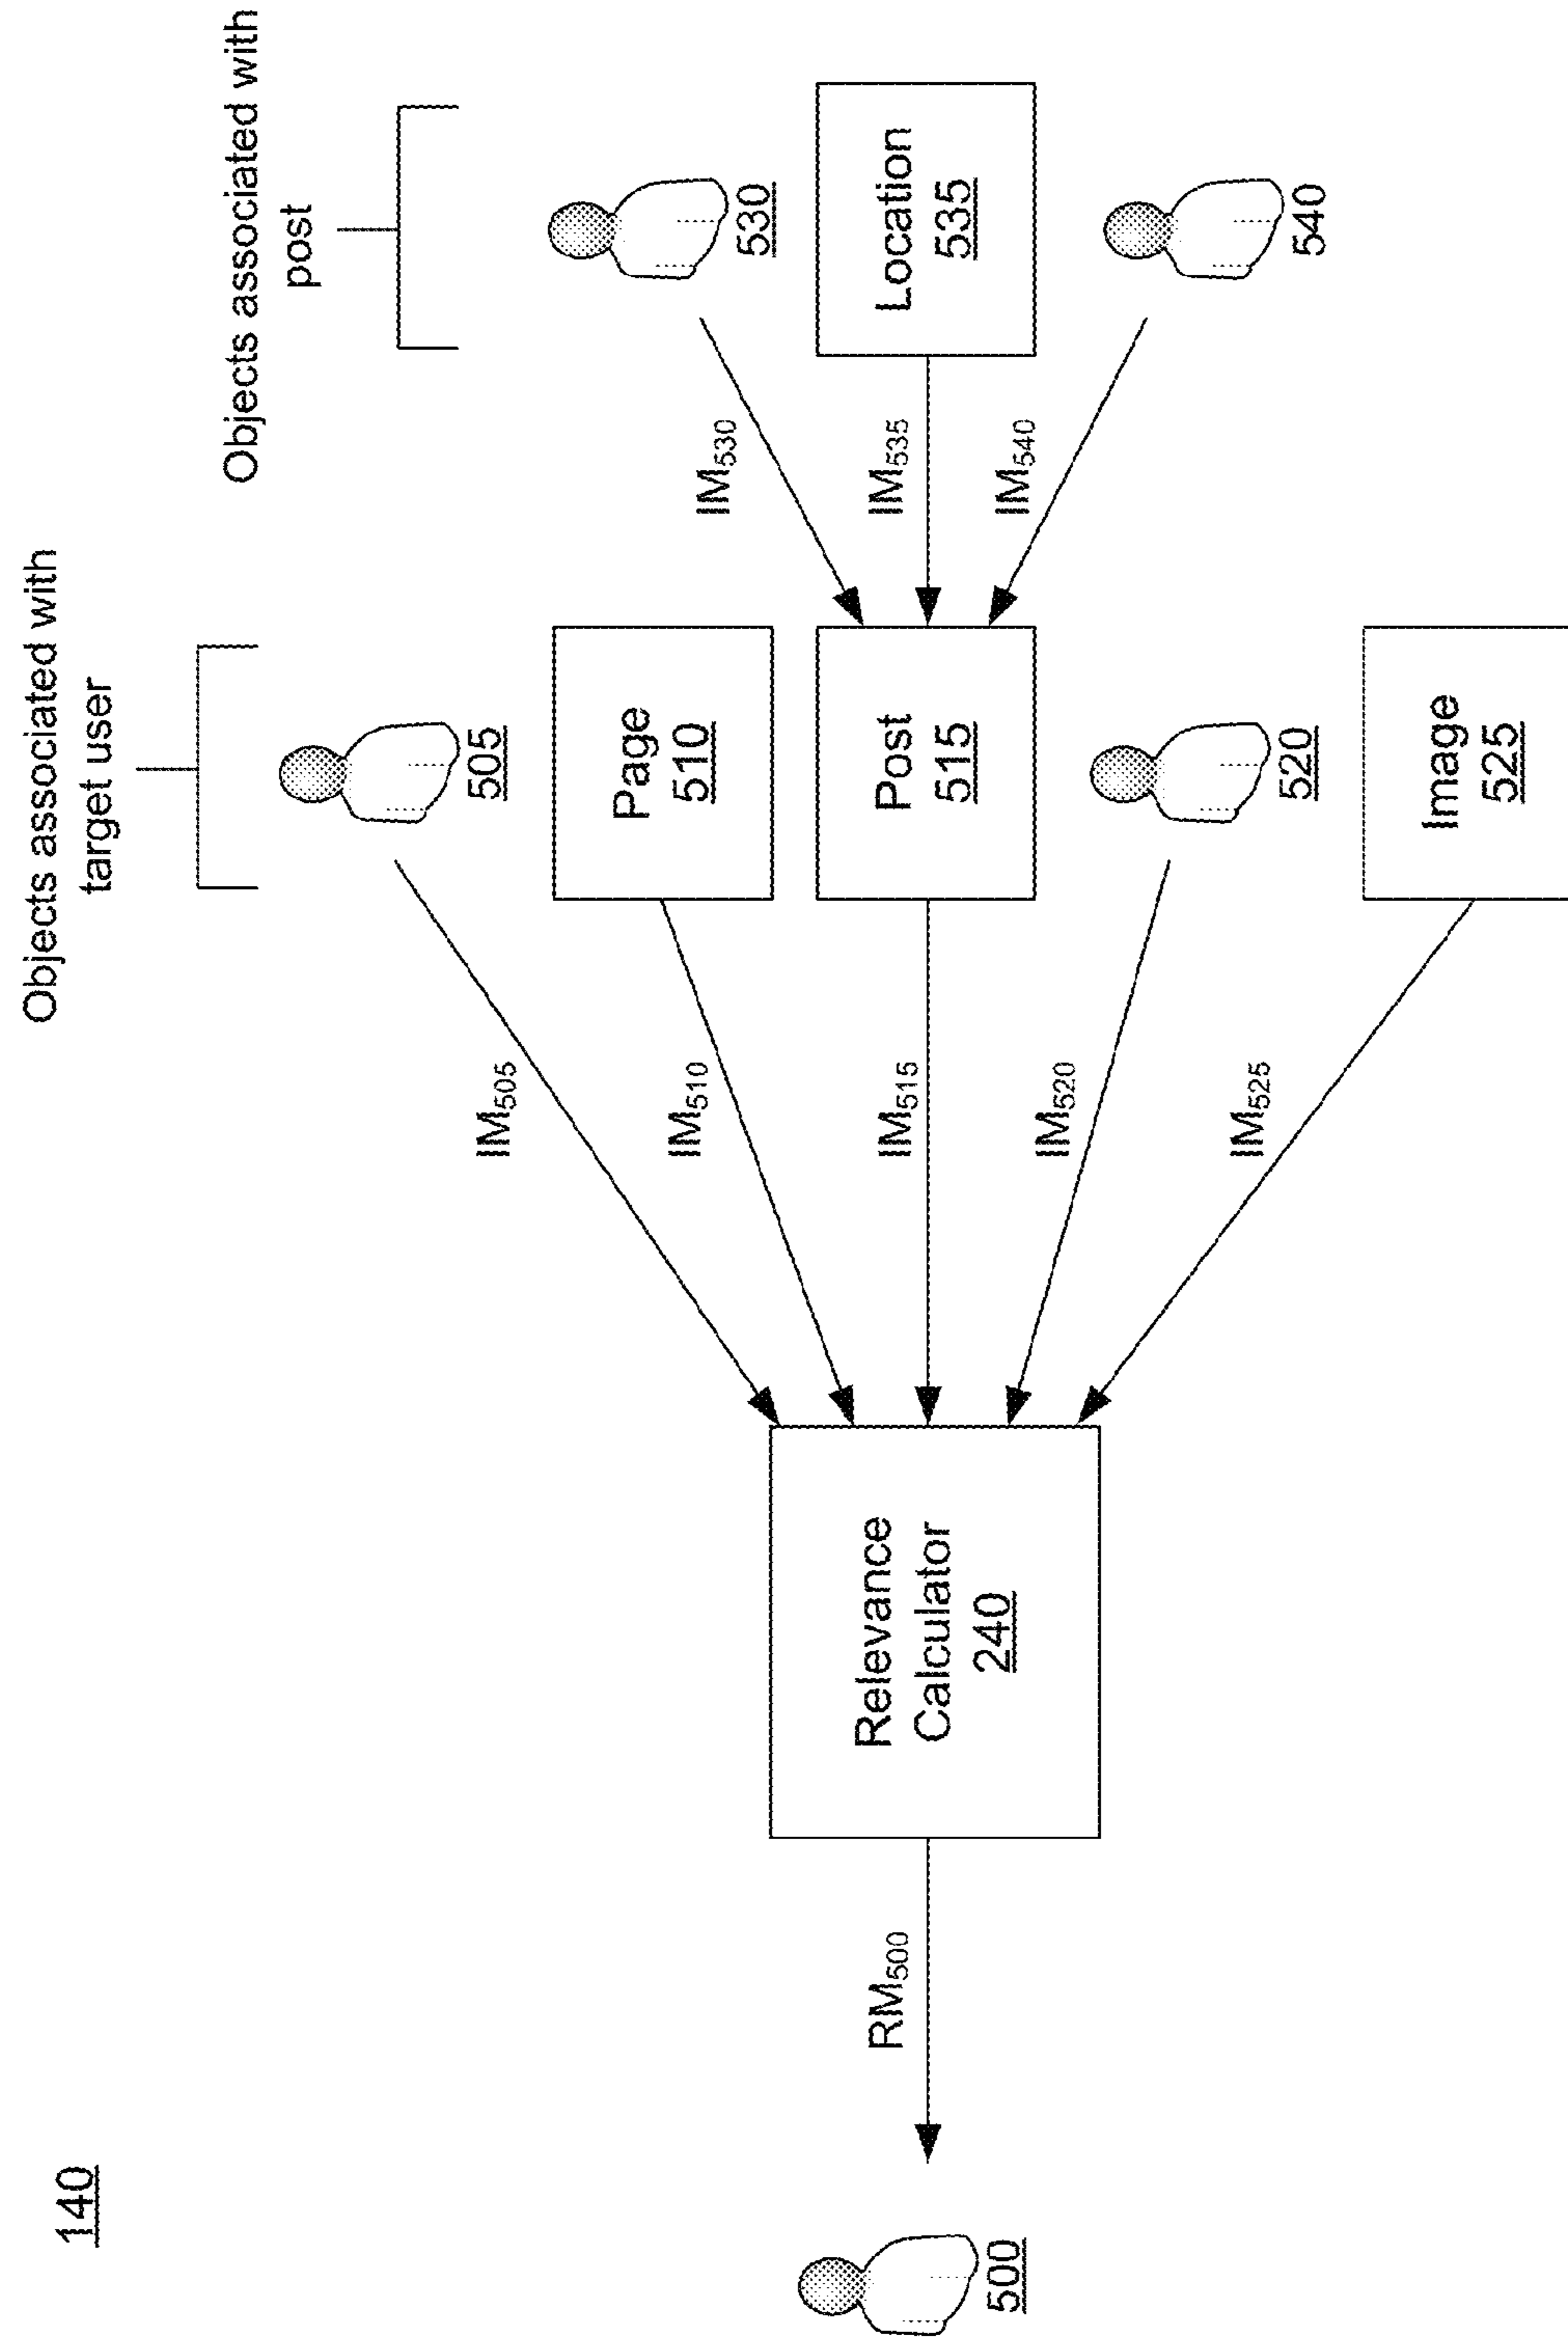 140
Objects associated with
target user
Objects associated with
post
505
530
IM505
IM510
IM530
Page
510
RM500
Relevance
Calculator
240
IM515
Post
515
IM535
Location
535
500
IM520
IM540
520
540
IM525
Image
525